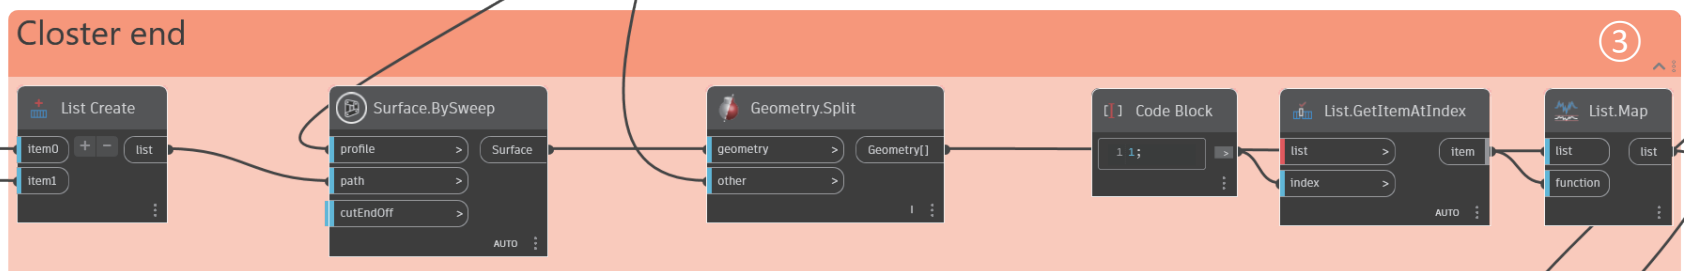 Closter end
③
List Create
item0 + - list
item1
Surface.BySweep
profile > Surface
path >
cutEndOff >
AUTO
Geometry.Split
geometry > Geometry[]
other >
Code Block
1 1; >
List.GetItemAtIndex
list > item
index >
AUTO
List.Map
list list
function